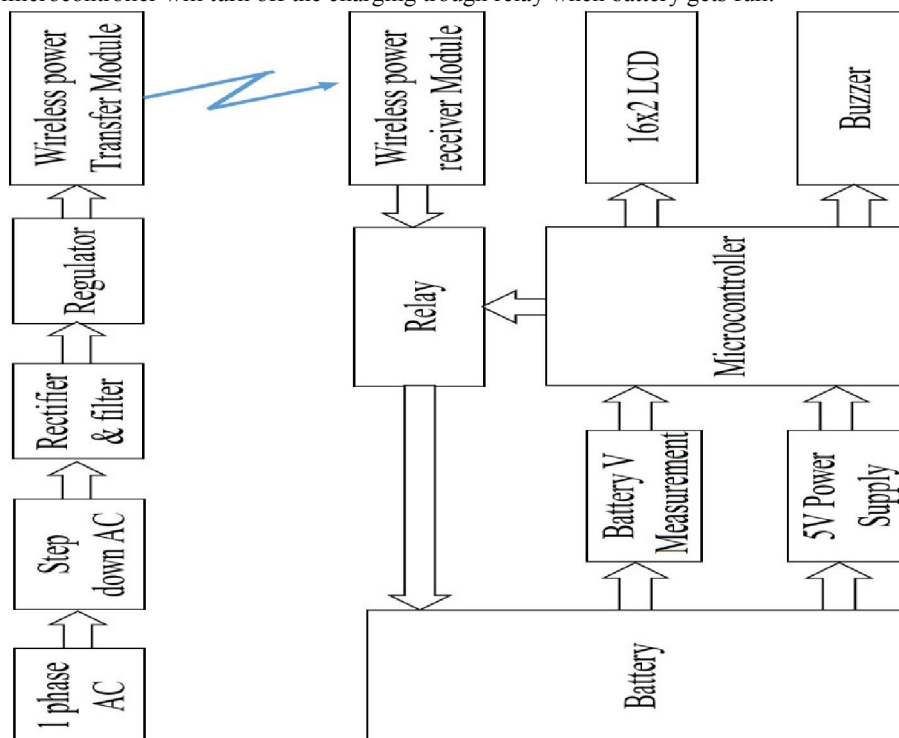 microcontroller will turn off the charging trough relay when battery gets full.
1 phase
AC
Step
down AC
Rectifier
& filter
Regulator
Wireless power
Transfer Module
Wireless power
receiver Module
Relay
Battery
Battery V
Measurement
5V Power
Supply
Microcontroller
16x2 LCD
Buzzer